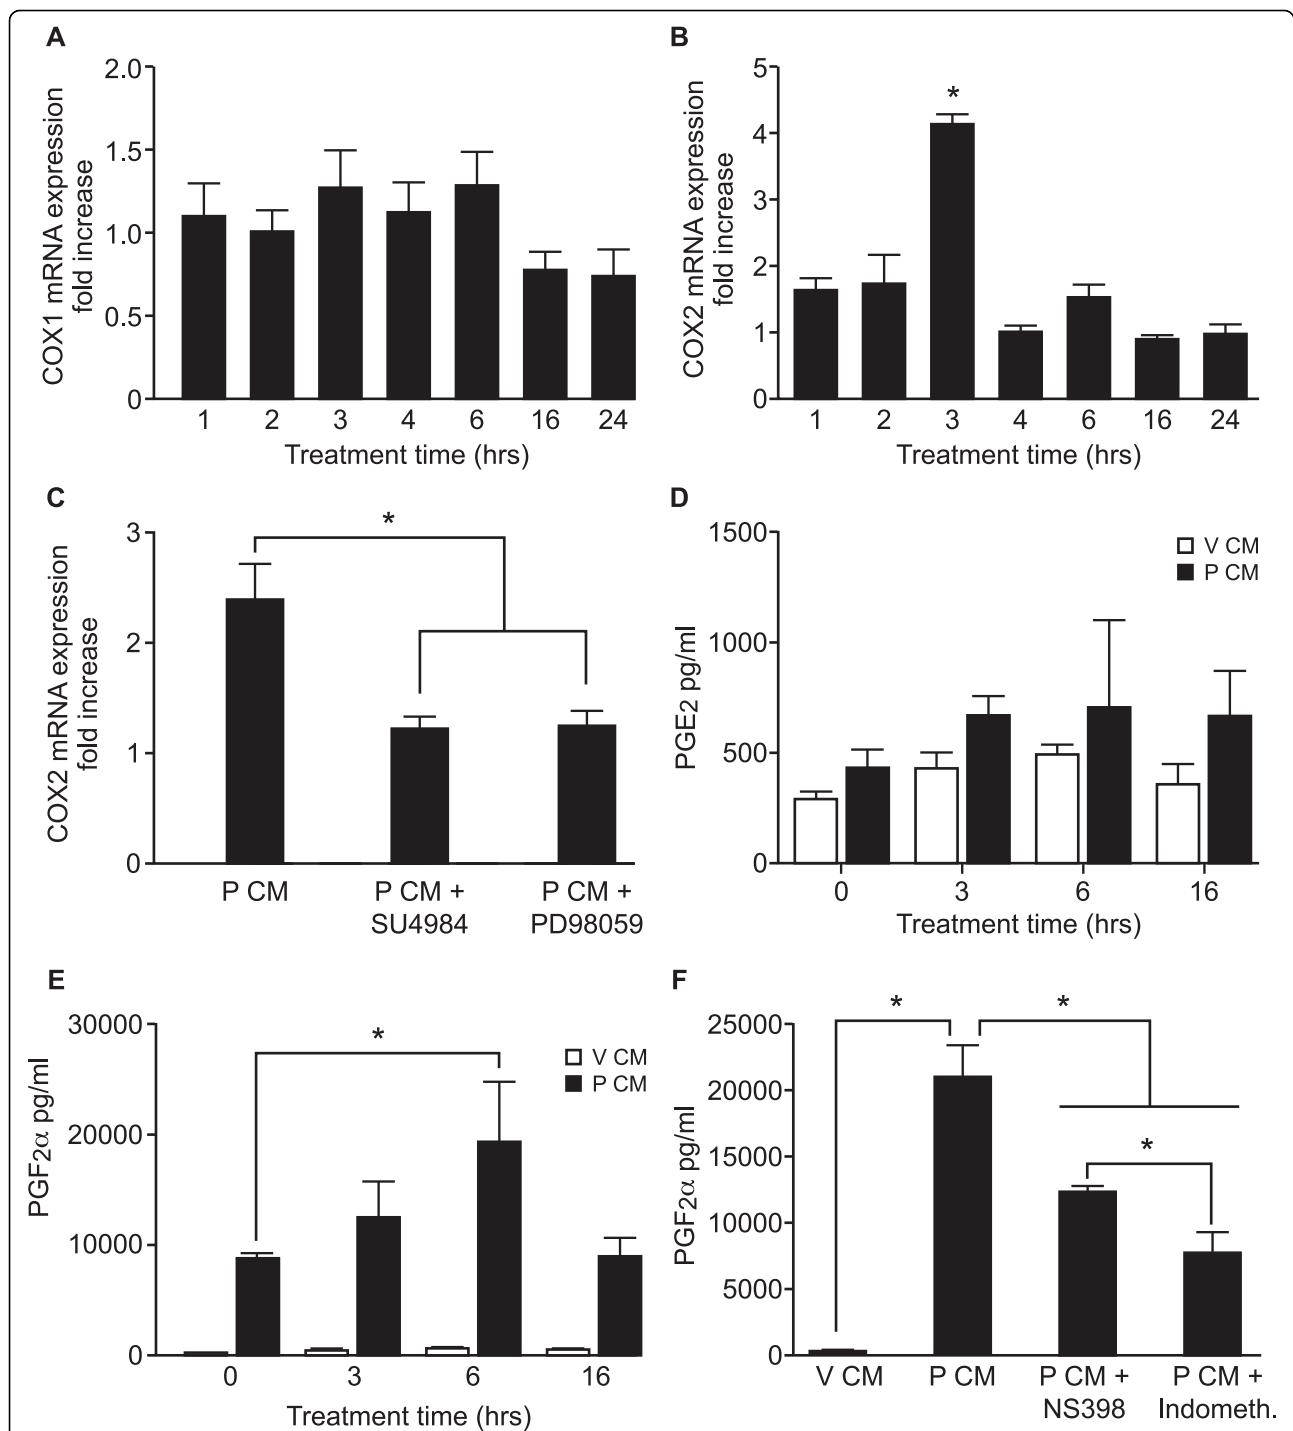 A
COX1 mRNA expression
fold increase
2.0
1.5
1.0
0.5
0
1 2 3 4 6 16 24
Treatment time (hrs)
B
COX2 mRNA expression
fold increase
5
4
3
2
1
0
*
1 2 3 4 6 16 24
Treatment time (hrs)
C
COX2 mRNA expression
fold increase
3
2
1
0
*
P CM
P CM +
SU4984
P CM +
PD98059
D
PGE2 pg/ml
1500
1000
500
0
V CM
P CM
0 3 6 16
Treatment time (hrs)
E
PGF2α pg/ml
30000
20000
10000
0
*
V CM
P CM
0 3 6 16
Treatment time (hrs)
F
PGF2α pg/ml
25000
20000
15000
10000
5000
0
* *
*
V CM
P CM
P CM +
NS398
P CM +
Indometh.